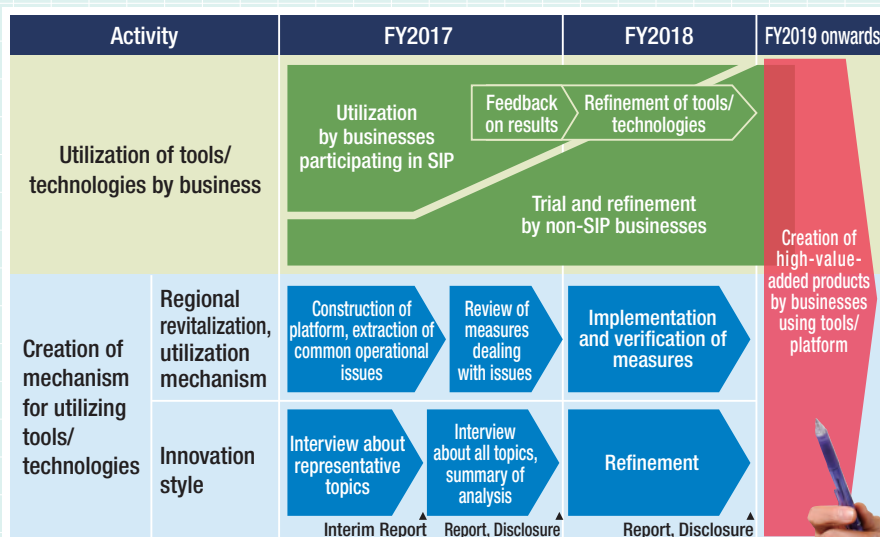 Activity
FY2017
FY2018
FY2019 onwards
Utilization of tools/
technologies by business
Utilization
by businesses
participating in SIP
Feedback
on results
Refinement of tools/
technologies
Trial and refinement
by non-SIP businesses
Creation of
high-value-
added products
by businesses
using tools/
platform
Creation of
mechanism
for utilizing
tools/
technologies
Regional
revitalization,
utilization
mechanism
Construction of
platform, extraction of
common operational
issues
Review of
measures
dealing
with issues
Implementation
and verification of
measures
Innovation
style
Interview about
representative
topics
Interview
about all topics,
summary of
analysis
Refinement
Interim Report
Report, Disclosure
Report, Disclosure